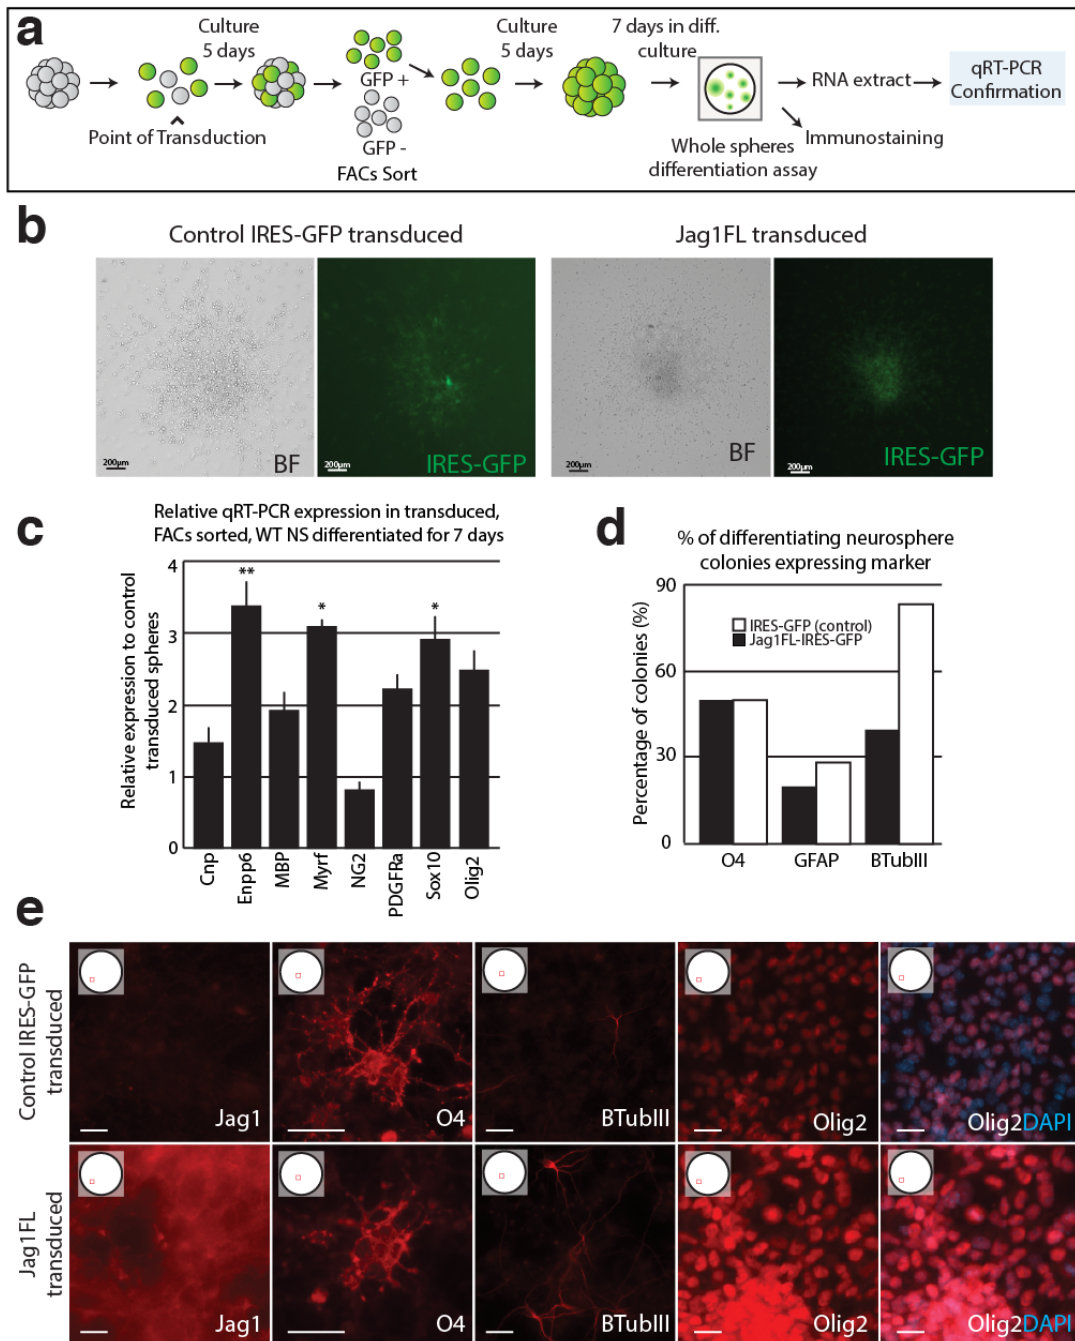 a
Culture
5 days
Culture
5 days
7 days in diff.
culture
GFP +
GFP -
FACs Sort
Point of Transduction
Whole spheres
differentiation assay
RNA extract
Immunostaining
qRT-PCR
Confirmation
b
Control IRES-GFP transduced
Jag1FL transduced
200µm
BF
200µm
IRES-GFP
200µm
BF
200µm
IRES-GFP
c
Relative qRT-PCR expression in transduced,
FACs sorted, WT NS differentiated for 7 days
Relative expression to control
transduced spheres
4
3
2
1
0
**
*
*
Cnp
Enpp6
MBP
Myrf
NG2
PDGFRa
Sox10
Olig2
d
% of differentiating neurosphere
colonies expressing marker
Percentage of colonies (%)
90
60
30
0
IRES-GFP (control)
Jag1FL-IRES-GFP
O4
GFAP
BTubIII
e
Control IRES-GFP
transduced
Jag1
O4
BTubIII
Olig2
Olig2DAPI
Jag1FL
transduced
Jag1
O4
BTubIII
Olig2
Olig2DAPI